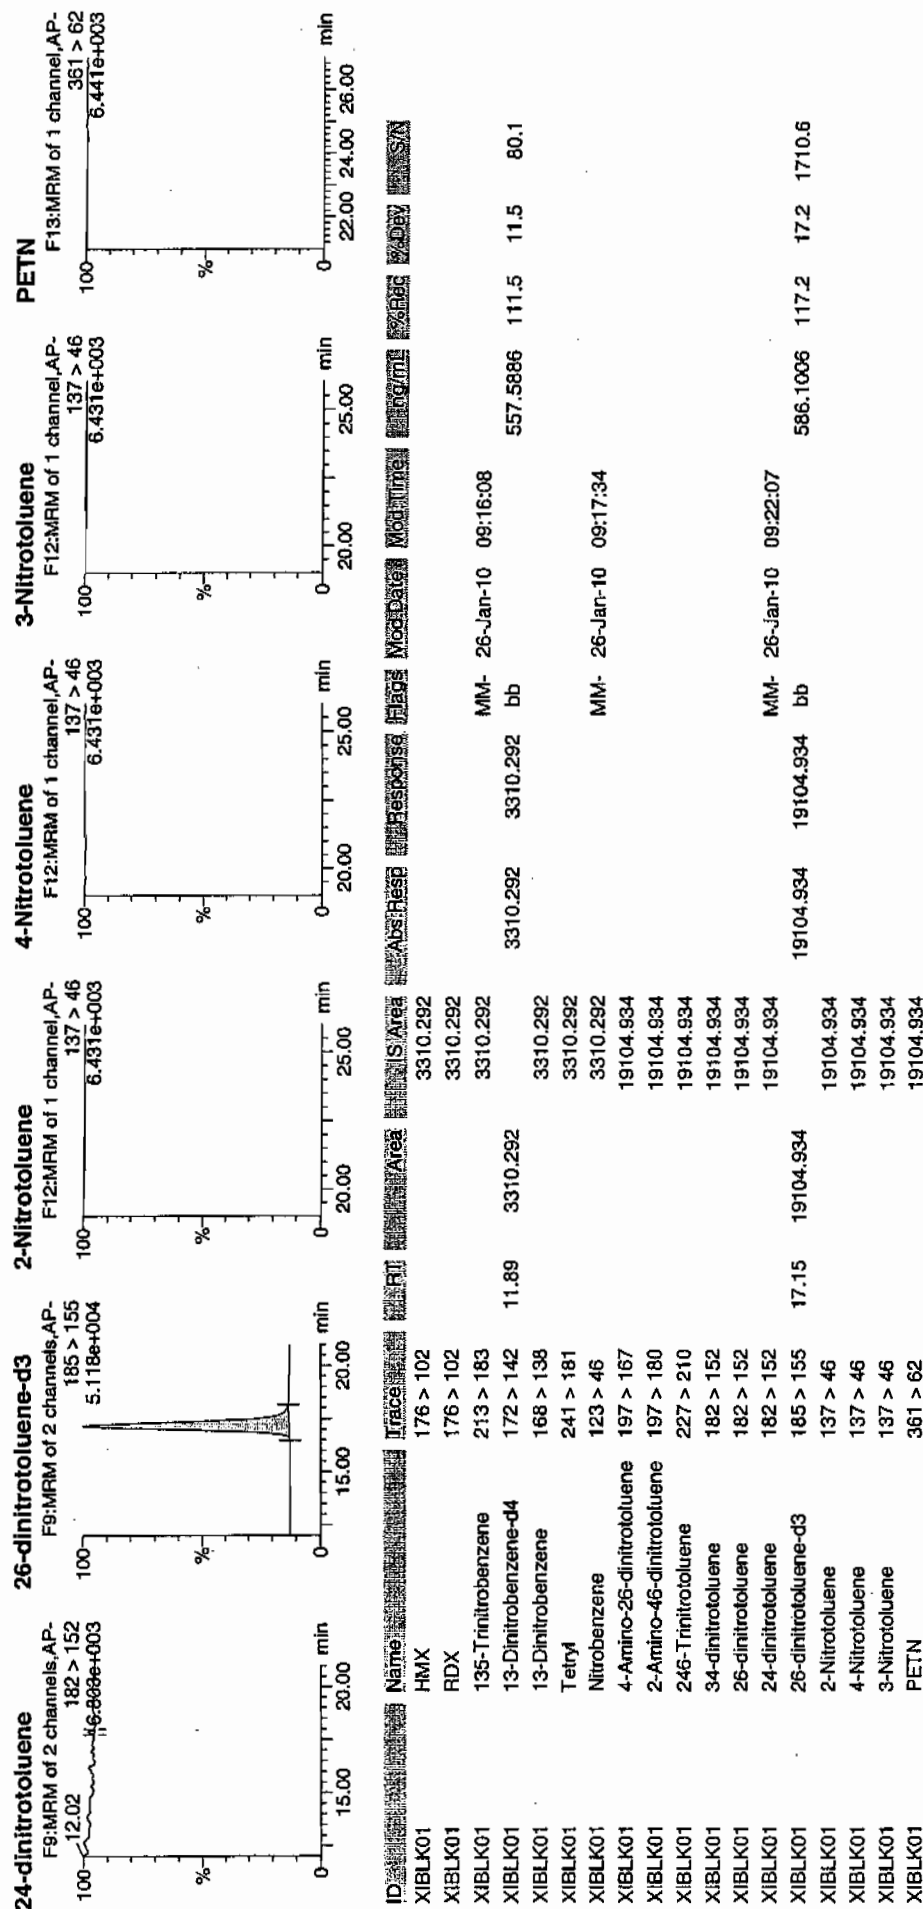 24-dinitrotoluene
F9:MRM of 2 channels,AP-
182 > 152
12.02
100
%
0
15.00
20.00
min
26-dinitrotoluene-d3
F9:MRM of 2 channels,AP-
185 > 155
5.118e+004
100
%
0
15.00
20.00
min
2-Nitrotoluene
F12:MRM of 1 channel,AP-
137 > 46
6.431e+003
100
%
0
20.00
25.00
min
4-Nitrotoluene
F12:MRM of 1 channel,AP-
137 > 46
6.431e+003
100
%
0
20.00
25.00
min
3-Nitrotoluene
F12:MRM of 1 channel,AP-
137 > 46
6.431e+003
100
%
0
20.00
25.00
min
PETN
F13:MRM of 1 channel,AP-
361 > 62
6.441e+003
100
%
0
22.00
24.00
26.00
min
ID Name Trace RT Area IS Area Abs Resp Response Flags Mod Date Mod Time ng/mL %Rec %Dev S/N
XIBLK01 HMX 176 > 102 3310.292
XIBLK01 RDX 176 > 102 3310.292
XIBLK01 135-Trinitrobenzene 213 > 183 3310.292 MM- 26-Jan-10 09:16:08
XIBLK01 13-Dinitrobenzene-d4 172 > 142 11.89 3310.292 3310.292 3310.292 bb 557.5886 111.5 11.5 80.1
XIBLK01 13-Dinitrobenzene 168 > 138 3310.292
XIBLK01 Tetryl 241 > 181 3310.292
XIBLK01 Nitrobenzene 123 > 46 3310.292 MM- 26-Jan-10 09:17:34
XIBLK01 4-Amino-26-dinitrotoluene 197 > 167 19104.934
XIBLK01 2-Amino-46-dinitrotoluene 197 > 180 19104.934
XIBLK01 246-Trinitrotoluene 227 > 210 19104.934
XIBLK01 34-dinitrotoluene 182 > 152 19104.934
XIBLK01 26-dinitrotoluene 182 > 152 19104.934
XIBLK01 24-dinitrotoluene 182 > 152 19104.934 MM- 26-Jan-10 09:22:07
XIBLK01 26-dinitrotoluene-d3 185 > 155 17.15 19104.934 19104.934 19104.934 bb 586.1006 117.2 17.2 1710.6
XIBLK01 2-Nitrotoluene 137 > 46 19104.934
XIBLK01 4-Nitrotoluene 137 > 46 19104.934
XIBLK01 3-Nitrotoluene 137 > 46 19104.934
XIBLK01 PETN 361 > 62 19104.934